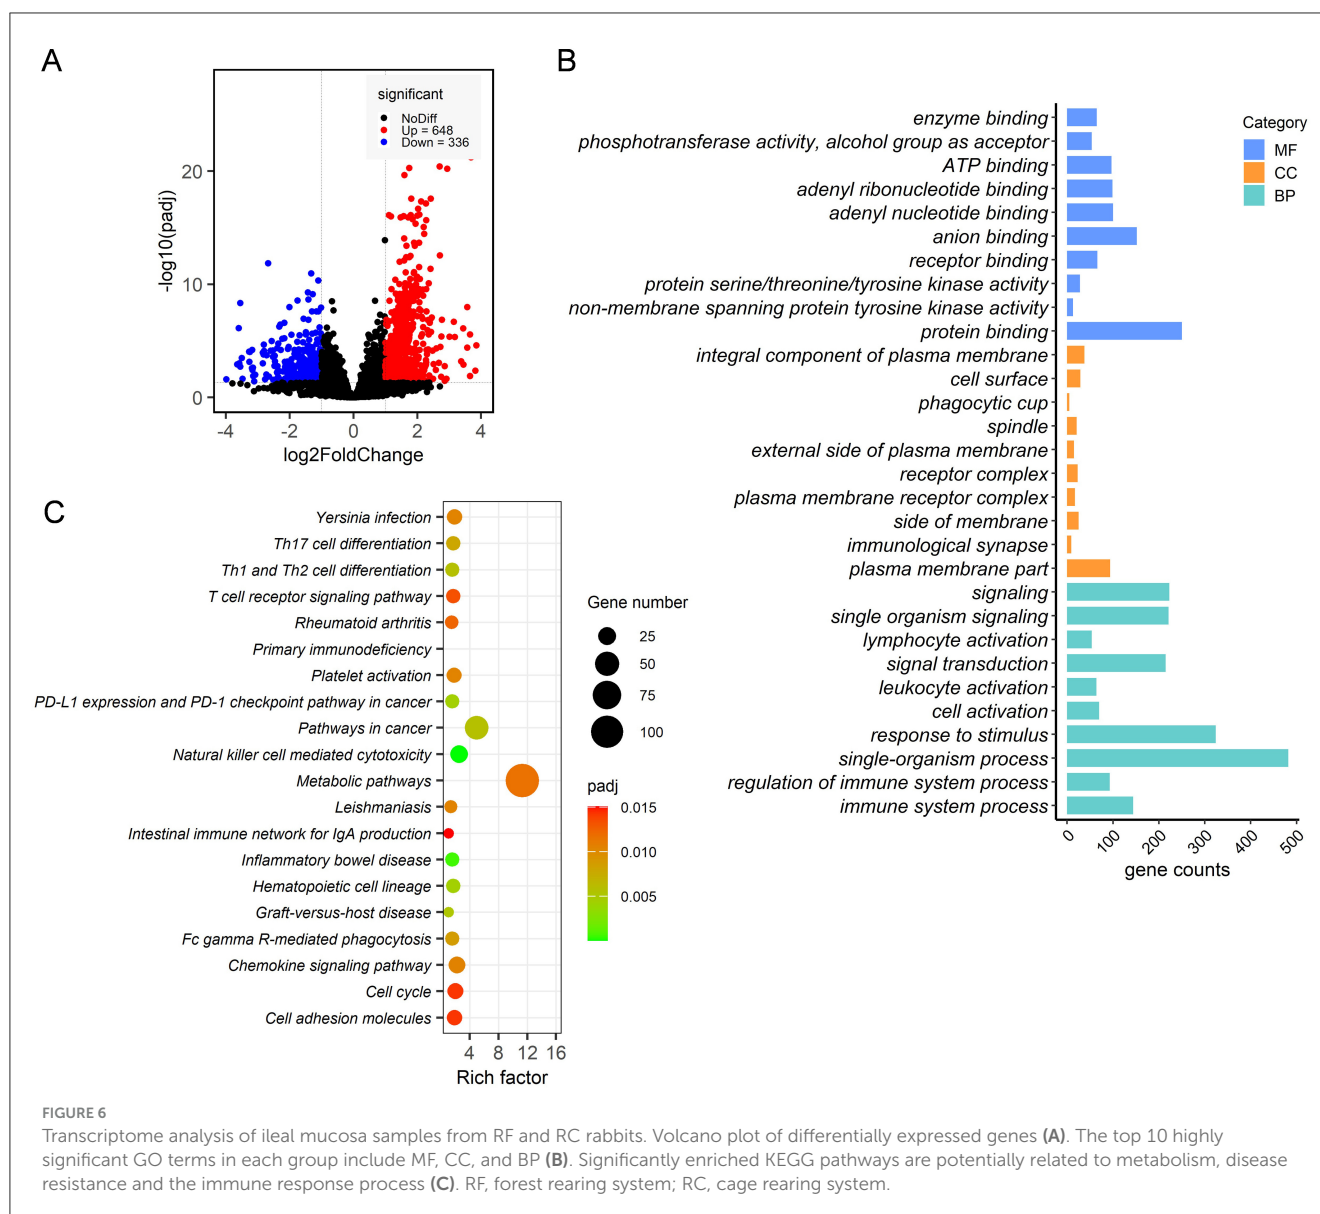 A
significant
NoDiff
Up = 648
Down = 336
20
10
0
-log10(padj)
-4 -2 0 2 4
log2FoldChange
B
enzyme binding
phosphotransferase activity, alcohol group as acceptor
ATP binding
adenyl ribonucleotide binding
adenyl nucleotide binding
anion binding
receptor binding
protein serine/threonine/tyrosine kinase activity
non-membrane spanning protein tyrosine kinase activity
protein binding
integral component of plasma membrane
cell surface
phagocytic cup
spindle
external side of plasma membrane
receptor complex
plasma membrane receptor complex
side of membrane
immunological synapse
plasma membrane part
signaling
single organism signaling
lymphocyte activation
signal transduction
leukocyte activation
cell activation
response to stimulus
single-organism process
regulation of immune system process
immune system process
0 100 200 300 400 500
gene counts
Category
MF
CC
BP
C
Yersinia infection
Th17 cell differentiation
Th1 and Th2 cell differentiation
T cell receptor signaling pathway
Rheumatoid arthritis
Primary immunodeficiency
Platelet activation
PD-L1 expression and PD-1 checkpoint pathway in cancer
Pathways in cancer
Natural killer cell mediated cytotoxicity
Metabolic pathways
Leishmaniasis
Intestinal immune network for IgA production
Inflammatory bowel disease
Hematopoietic cell lineage
Graft-versus-host disease
Fc gamma R-mediated phagocytosis
Chemokine signaling pathway
Cell cycle
Cell adhesion molecules
4 8 12 16
Rich factor
Gene number
25
50
75
100
padj
0.015
0.010
0.005
FIGURE 6
Transcriptome analysis of ileal mucosa samples from RF and RC rabbits. Volcano plot of differentially expressed genes (A). The top 10 highly
significant GO terms in each group include MF, CC, and BP (B). Significantly enriched KEGG pathways are potentially related to metabolism, disease
resistance and the immune response process (C). RF, forest rearing system; RC, cage rearing system.